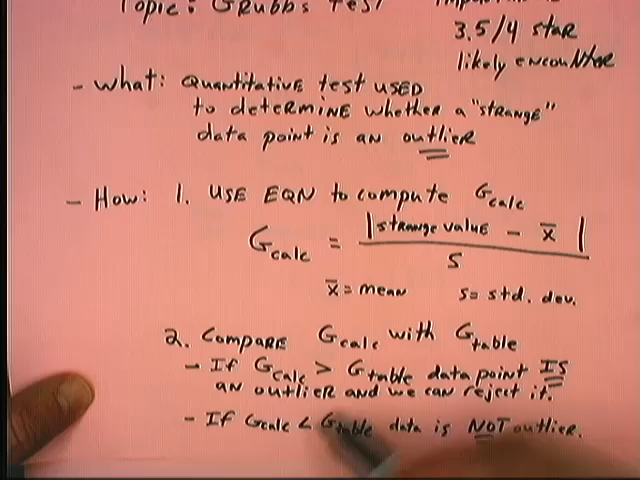 Topic: Grubbs Test
3.5/4 star
likely encounter
- What: Quantitative test used
to determine whether a "strange"
data point is an outlier
- How: 1. Use EQN to compute Gcalc
Gcalc = |strange value - x̄| / s
x̄ = mean s = std. dev.
2. Compare Gcalc with Gtable
- If Gcalc > Gtable data point IS
an outlier and we can reject it.
- If Gcalc < Gtable data is NOT outlier.